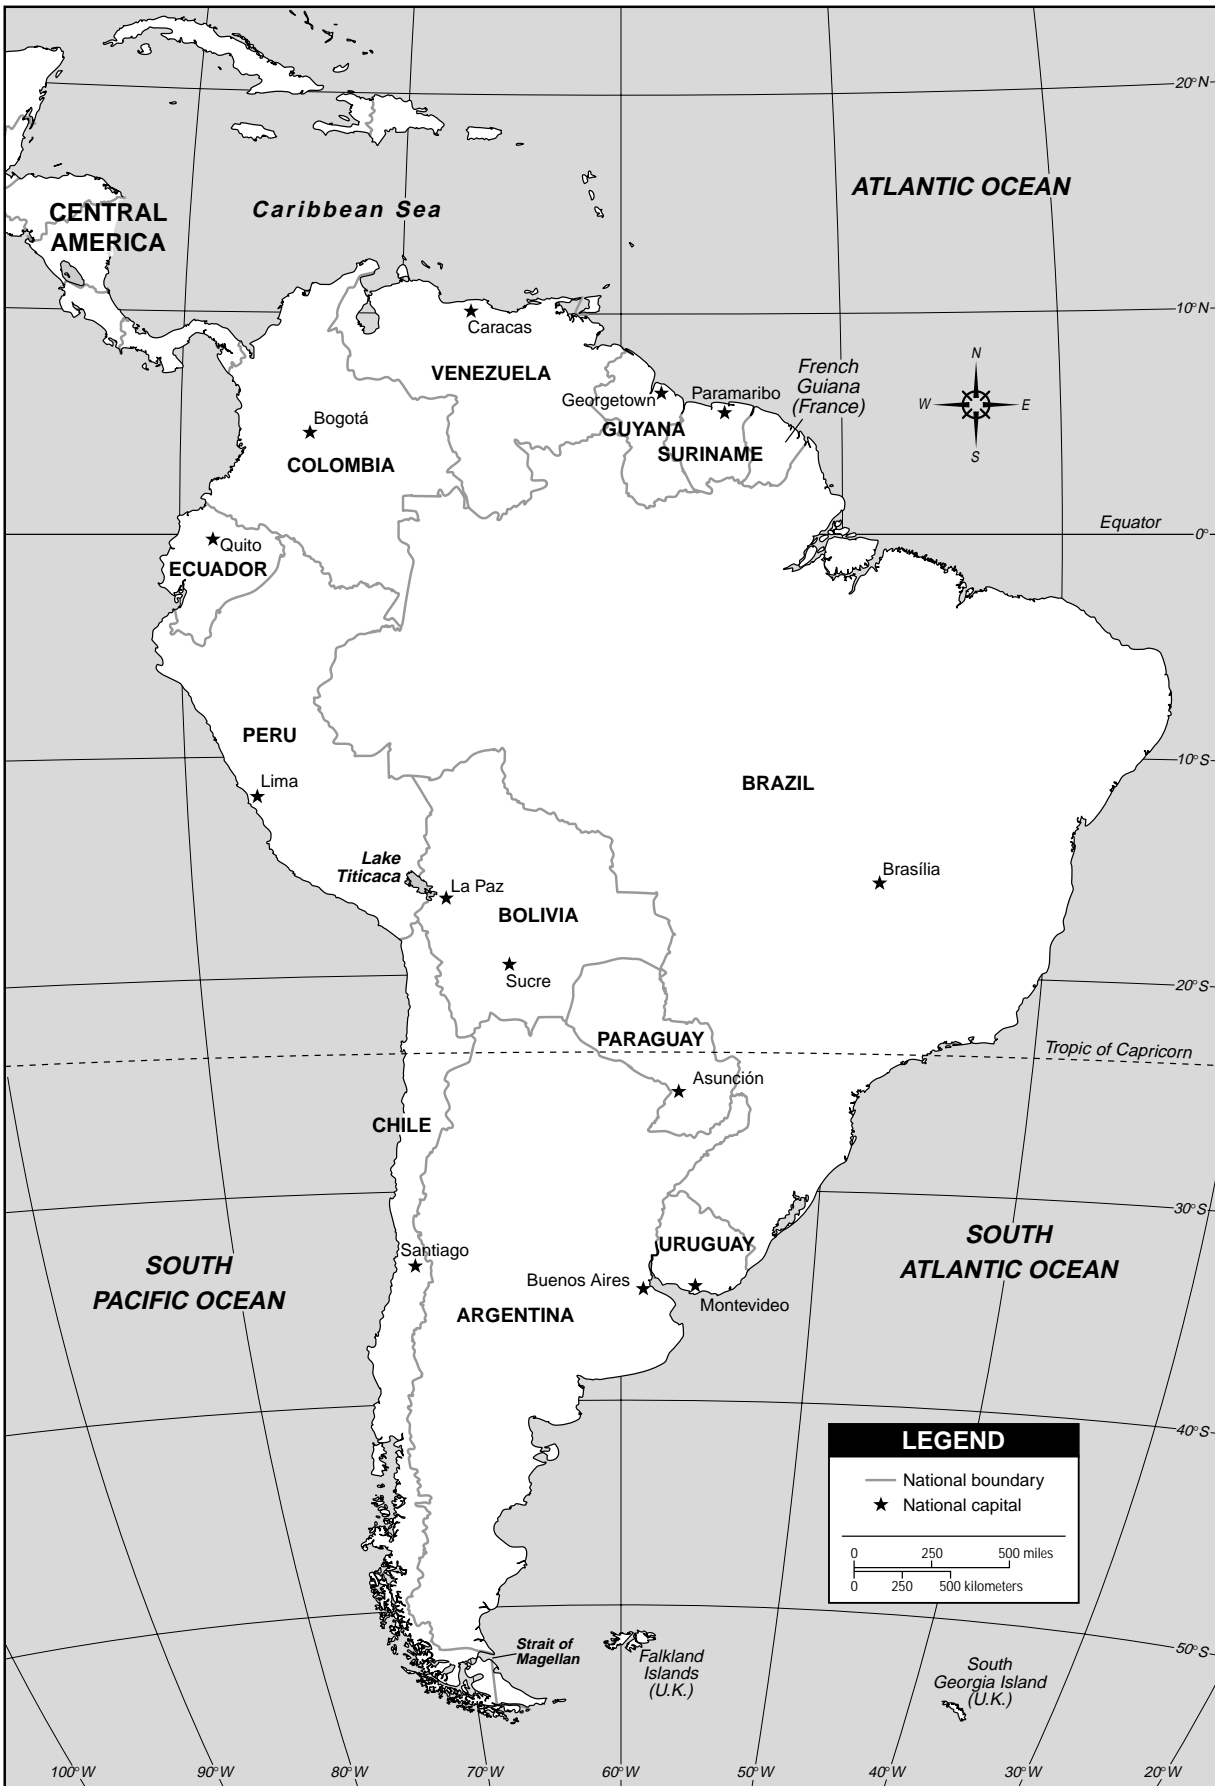 20°N
ATLANTIC OCEAN
Caribbean Sea
CENTRAL
AMERICA
10°N
Caracas
VENEZUELA
French
Guiana
(France)
N
W
E
S
Georgetown
Paramaribo
Bogotá
GUYANA
SURINAME
COLOMBIA
Equator
0°
Quito
ECUADOR
PERU
10°S
Lima
BRAZIL
Lake
Titicaca
La Paz
Brasília
BOLIVIA
Sucre
20°S
PARAGUAY
Tropic of Capricorn
Asunción
CHILE
30°S
SOUTH
PACIFIC OCEAN
Santiago
URUGUAY
SOUTH
ATLANTIC OCEAN
Buenos Aires
Montevideo
ARGENTINA
40°S
LEGEND
National boundary
National capital
0 250 500 miles
0 250 500 kilometers
Strait of
Magellan
Falkland
Islands
(U.K.)
50°S
South
Georgia Island
(U.K.)
100°W 90°W 80°W 70°W 60°W 50°W 40°W 30°W 20°W